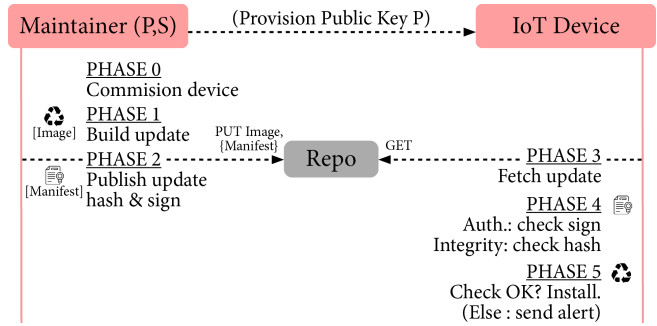 Maintainer (P,S)
(Provision Public Key P)
IoT Device
PHASE 0
Commision device
PHASE 1
[Image]
Build update
PUT Image,
{Manifest}
PHASE 2
Publish update
[Manifest]
hash & sign
Repo
GET
PHASE 3
Fetch update
PHASE 4
Auth.: check sign
Integrity: check hash
PHASE 5
Check OK? Install.
(Else : send alert)